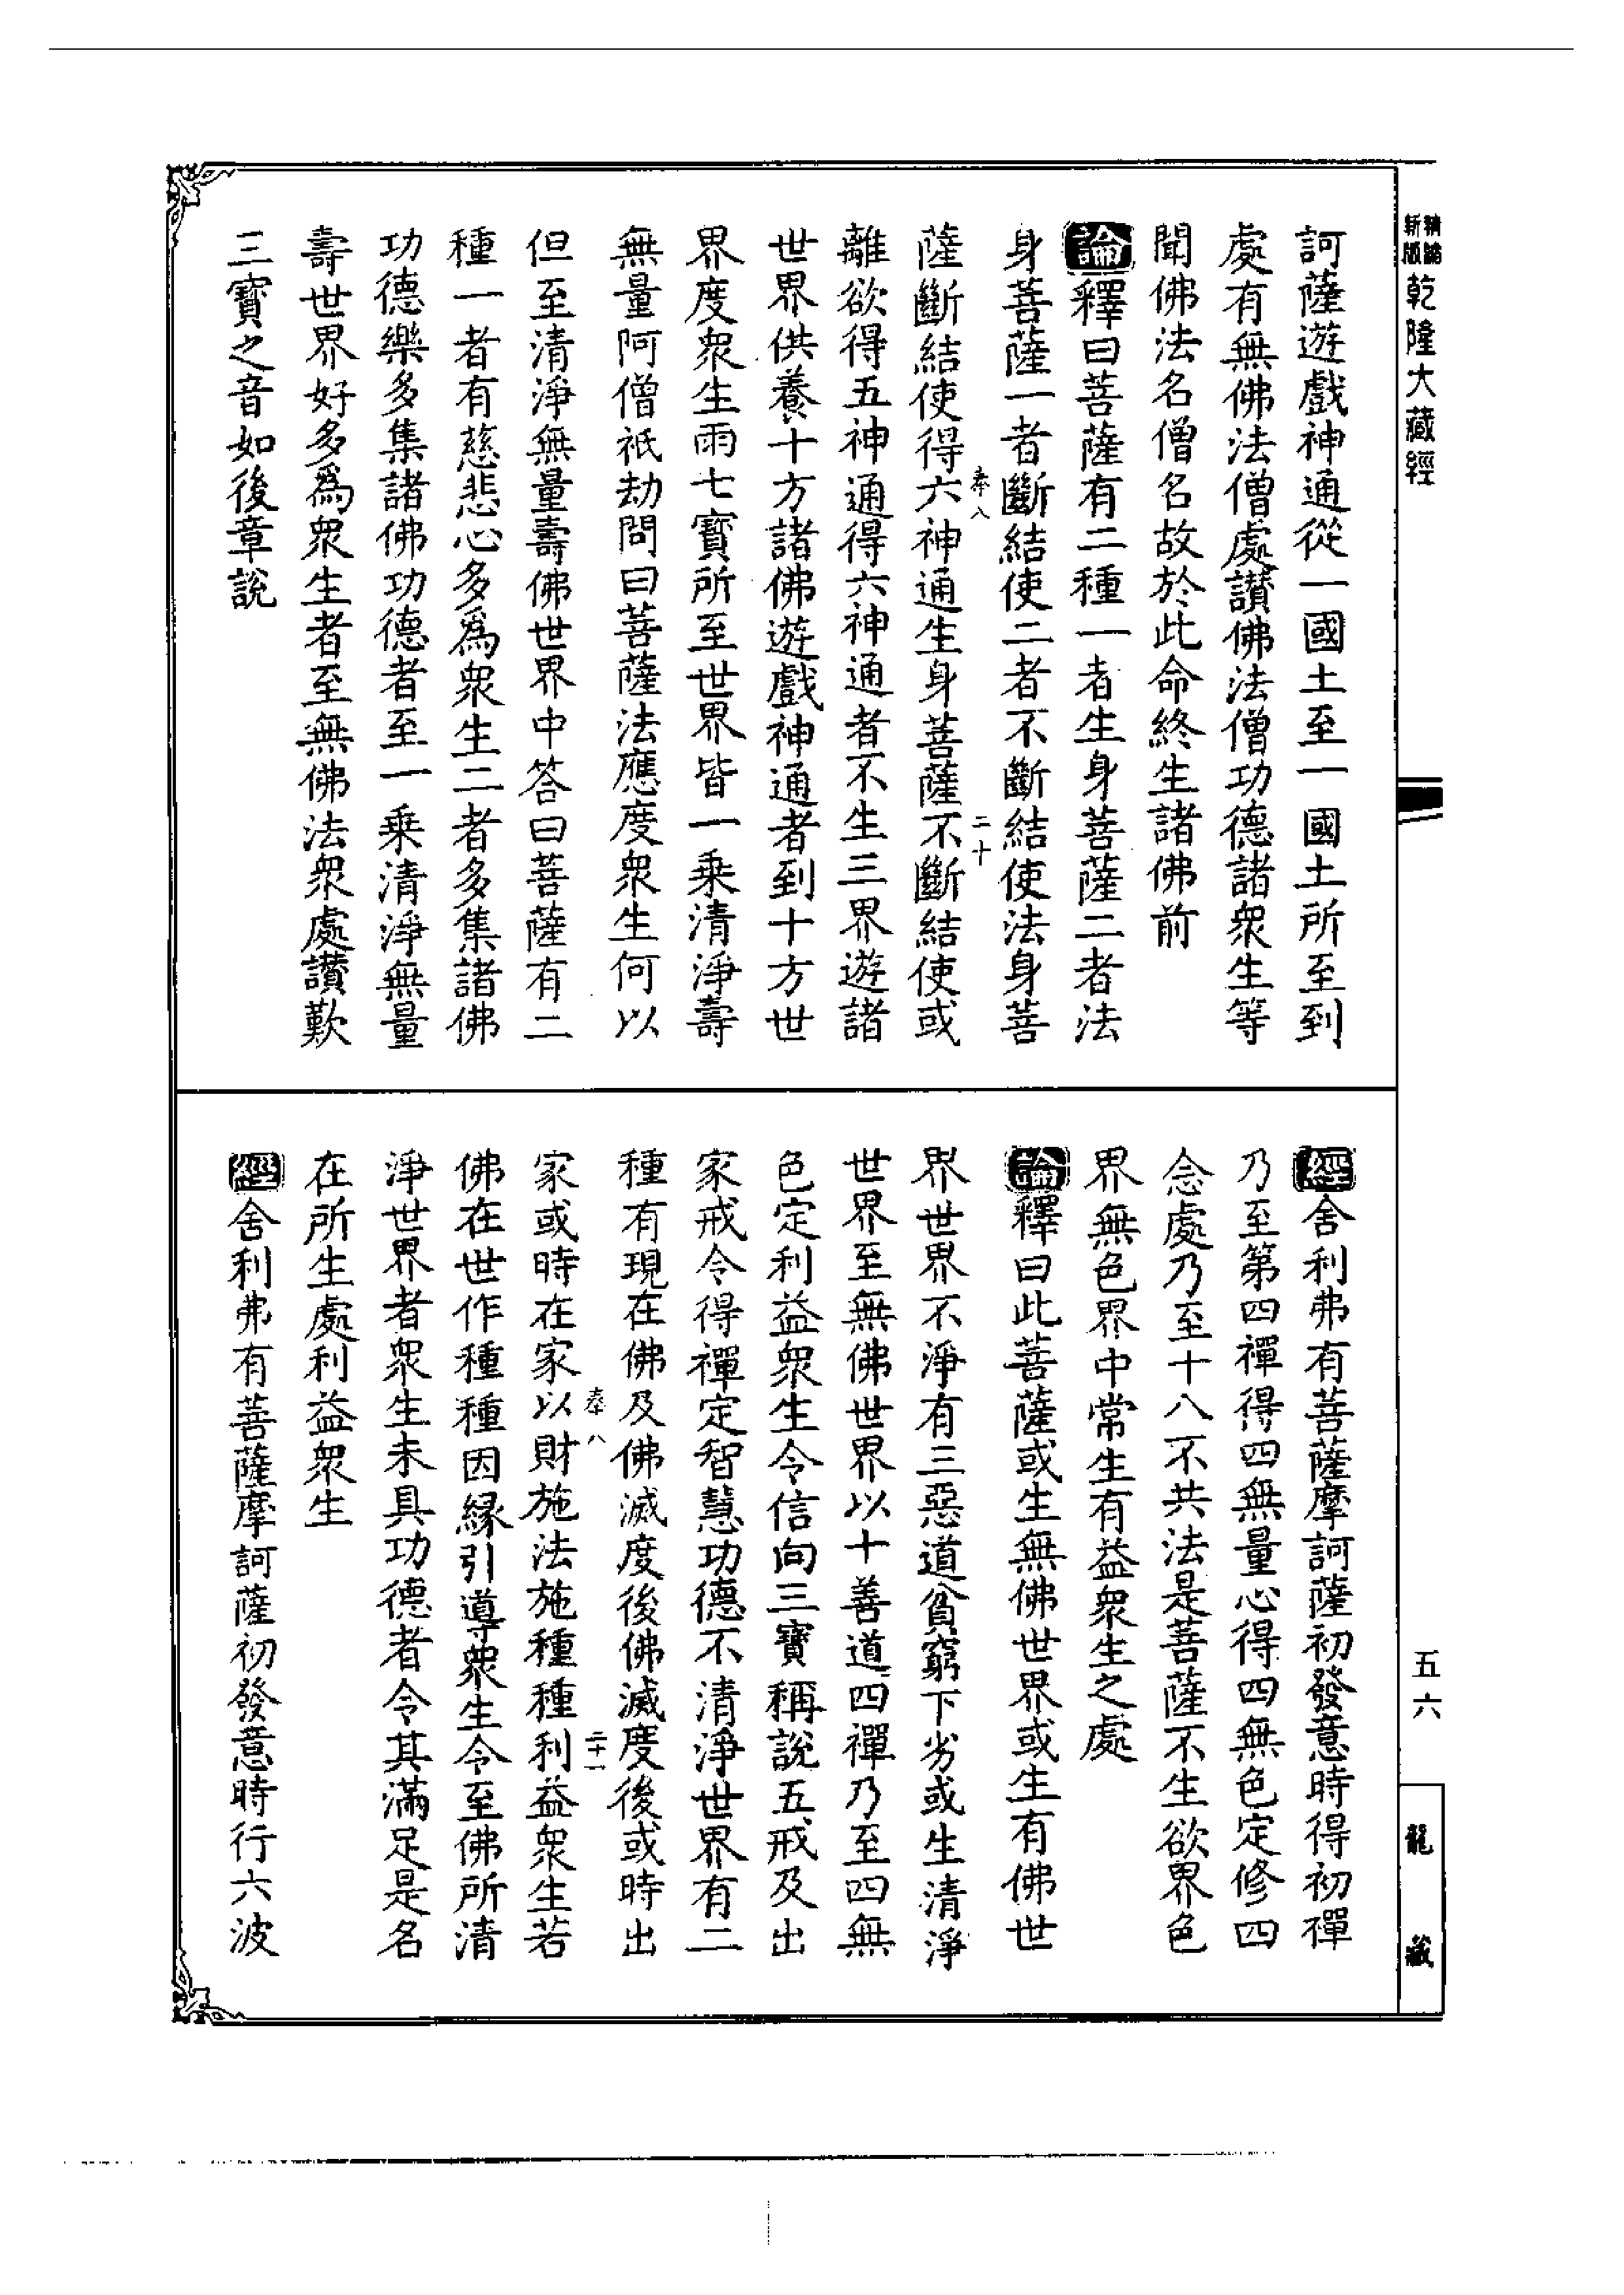 新編
新版
乾隆大藏經
訶薩遊戲神通從一國土至一國土所至到
處有無佛法僧處讚佛法僧功德諸衆生等
聞佛法名僧名故於此命終生諸佛前
論釋曰菩薩有二種一者生身菩薩二者法
身菩薩一者斷結使二者不斷結使法身菩
奉八
二十
薩斷結使得六神通生身菩薩不斷結使或
離欲得五神通得六神通者不生三界遊諸
世界供養十方諸佛遊戲神通者到十方世
界度衆生雨七寶所至世界皆一乘清淨壽
無量阿僧祇劫問曰菩薩法應度衆生何以
但至清淨無量壽佛世界中答曰菩薩有二
種一者有慈悲心多爲衆生二者多集諸佛
功德樂多集諸佛功德者至一乘清淨無量
壽世界好多爲衆生者至無佛法衆處讚歎
三寶之音如後章說
經舍利弗有菩薩摩訶薩初發意時得初禪
乃至第四禪得四無量心得四無色定修四
念處乃至十八不共法是菩薩不生欲界色
界無色界中常生有益衆生之處
論釋曰此菩薩或生無佛世界或生有佛世
界世界不淨有三惡道貧窮下劣或生清淨
世界至無佛世界以十善道四禪乃至四無
色定利益衆生令信向三寶稱說五戒及出
家戒令得禪定智慧功德不清淨世界有二
種有現在佛及佛滅度後佛滅度後或時出
奉八
二十一
家或時在家以財施法施種種利益衆生若
佛在世作種種因緣引導衆生令至佛所清
淨世界者衆生未具功德者令其滿足是名
在所生處利益衆生
經舍利弗有菩薩摩訶薩初發意時行六波
五六
龍藏